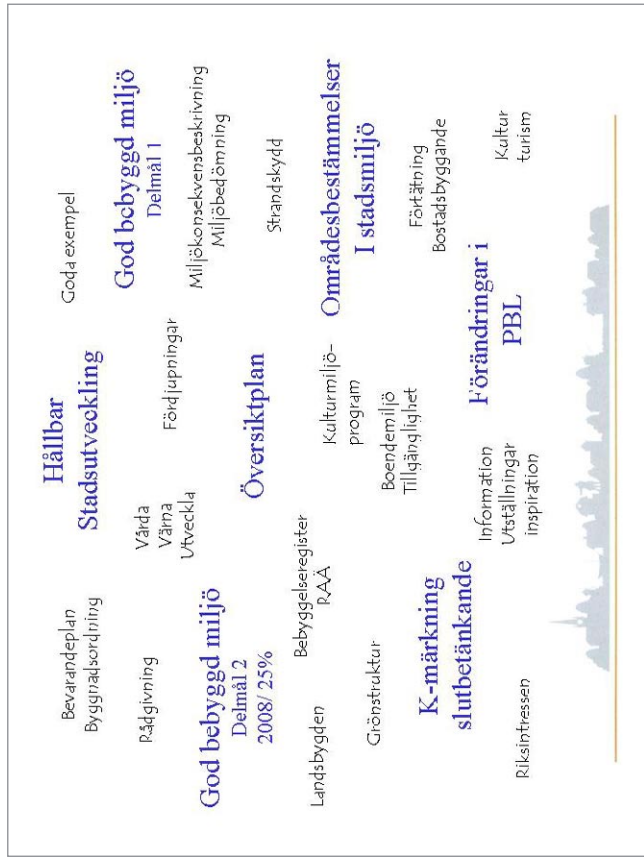 Bevarandeplan
Byggnadsordning
Hållbar
Stadsutveckling
Goda exempel
Rådgivning
Vårda
Värna
Utveckla
Fördjupningar
God bebyggd miljö
Delmål 1
God bebyggd miljö
Delmål 2
2008/ 25%
Översiktplan
Miljökonsekvensbeskrivning
Miljöbedömning
Strandskydd
Landsbygden
Bebyggelseregister
RAÄ
Kulturmiljö-
program
Områdesbestämmelser
I stadsmiljö
Grönstruktur
Boendemiljö
Tillgänglighet
Förtätning
Bostadsbyggande
K-märkning
slutbetänkande
Information
Utställningar
inspiration
Förändringar i
PBL
Kultur
turism
Riksintressen